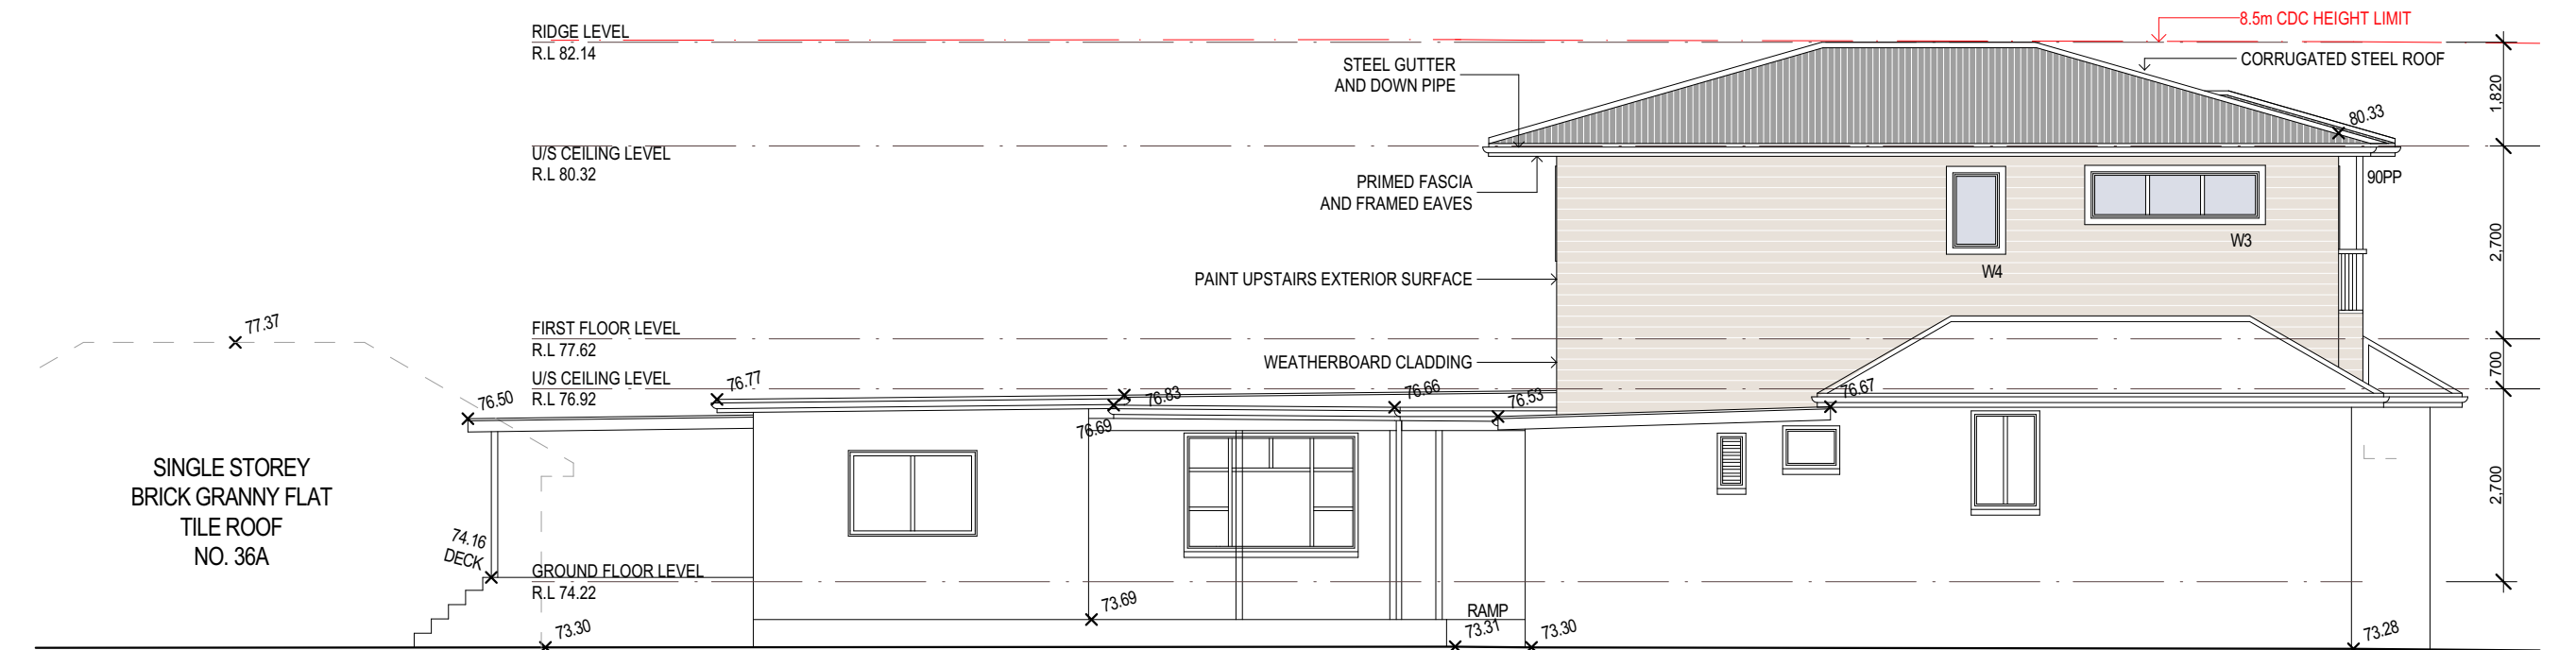 RIDGE LEVEL
R.L 82.14
8.5m CDC HEIGHT LIMIT
STEEL GUTTER
AND DOWN PIPE
CORRUGATED STEEL ROOF
1,820
80.33
U/S CEILING LEVEL
R.L 80.32
PRIMED FASCIA
AND FRAMED EAVES
90PP
2,700
W3
W4
PAINT UPSTAIRS EXTERIOR SURFACE
77.37
FIRST FLOOR LEVEL
R.L 77.62
WEATHERBOARD CLADDING
700
U/S CEILING LEVEL
R.L 76.92
76.50
76.77
76.83
76.69
76.66
76.53
76.67
SINGLE STOREY
BRICK GRANNY FLAT
TILE ROOF
NO. 36A
2,700
74.16
DECK
GROUND FLOOR LEVEL
R.L 74.22
73.69
RAMP
73.30
73.31
73.30
73.28